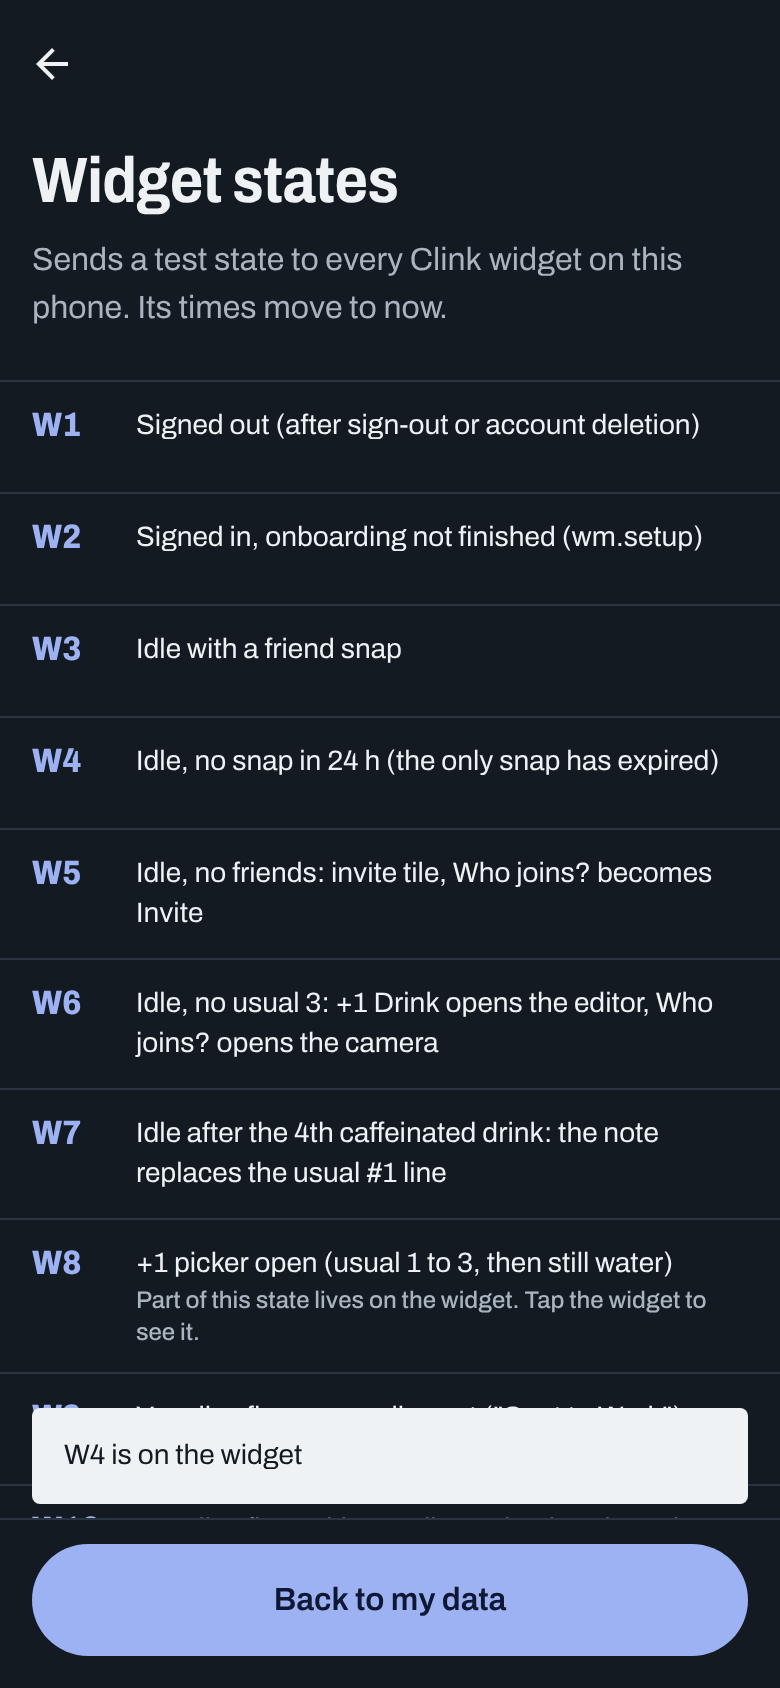 Widget states
Sends a test state to every Clink widget on this
phone. Its times move to now.
W1 Signed out (after sign-out or account deletion)
W2 Signed in, onboarding not finished (wm.setup)
W3 Idle with a friend snap
W4 Idle, no snap in 24 h (the only snap has expired)
W5 Idle, no friends: invite tile, Who joins? becomes
Invite
W6 Idle, no usual 3: +1 Drink opens the editor, Who
joins? opens the camera
W7 Idle after the 4th caffeinated drink: the note
replaces the usual #1 line
W8 +1 picker open (usual 1 to 3, then still water)
Part of this state lives on the widget. Tap the widget to
see it.
W4 is on the widget
Back to my data